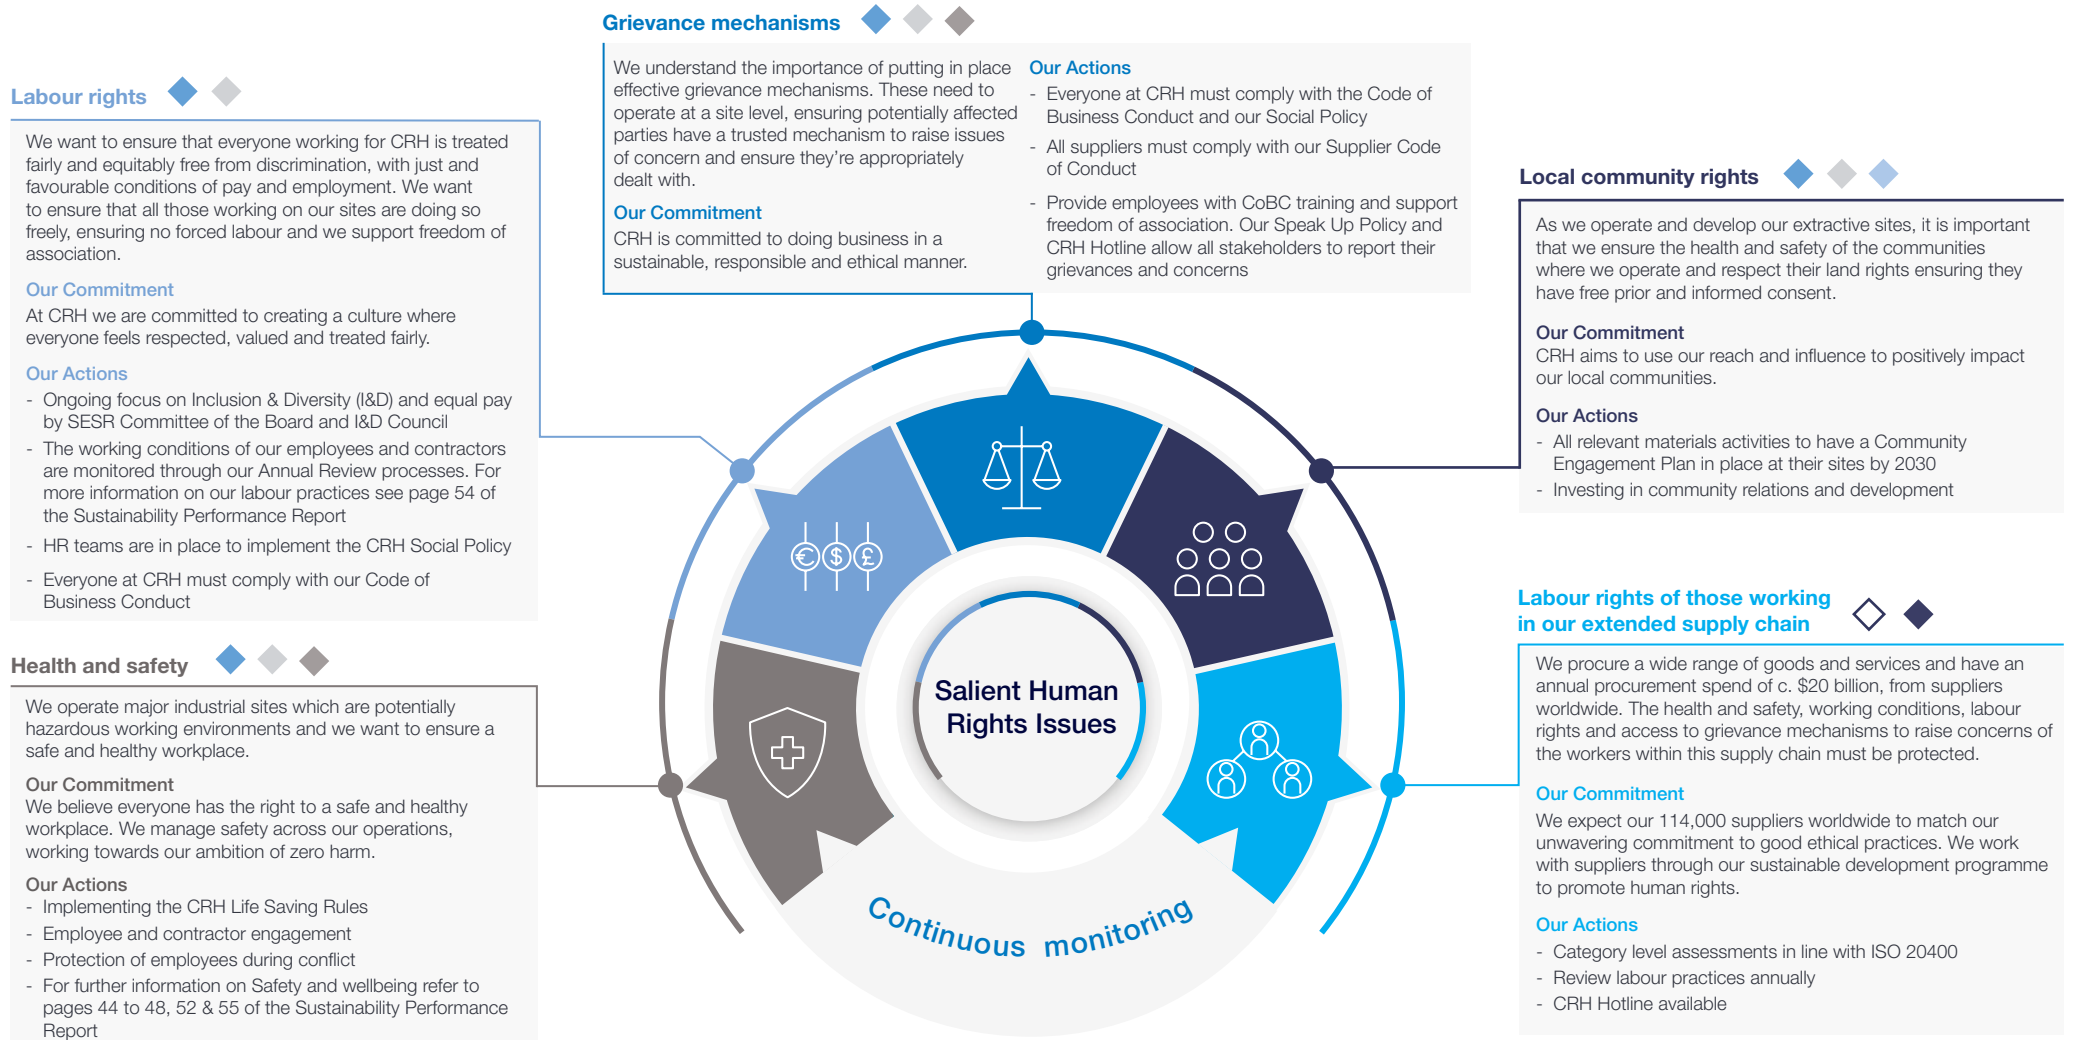 Grievance mechanisms
We understand the importance of putting in place
effective grievance mechanisms. These need to
operate at a site level, ensuring potentially affected
parties have a trusted mechanism to raise issues
of concern and ensure they're appropriately
dealt with.
Our Commitment
CRH is committed to doing business in a
sustainable, responsible and ethical manner.
Our Actions
- Everyone at CRH must comply with the Code of
Business Conduct and our Social Policy
- All suppliers must comply with our Supplier Code
of Conduct
- Provide employees with CoBC training and support
freedom of association. Our Speak Up Policy and
CRH Hotline allow all stakeholders to report their
grievances and concerns
Labour rights
We want to ensure that everyone working for CRH is treated
fairly and equitably free from discrimination, with just and
favourable conditions of pay and employment. We want
to ensure that all those working on our sites are doing so
freely, ensuring no forced labour and we support freedom of
association.
Our Commitment
At CRH we are committed to creating a culture where
everyone feels respected, valued and treated fairly.
Our Actions
- Ongoing focus on Inclusion & Diversity (I&D) and equal pay
by SESR Committee of the Board and I&D Council
- The working conditions of our employees and contractors
are monitored through our Annual Review processes. For
more information on our labour practices see page 54 of
the Sustainability Performance Report
- HR teams are in place to implement the CRH Social Policy
- Everyone at CRH must comply with our Code of
Business Conduct
Health and safety
We operate major industrial sites which are potentially
hazardous working environments and we want to ensure a
safe and healthy workplace.
Our Commitment
We believe everyone has the right to a safe and healthy
workplace. We manage safety across our operations,
working towards our ambition of zero harm.
Our Actions
- Implementing the CRH Life Saving Rules
- Employee and contractor engagement
- Protection of employees during conflict
- For further information on Safety and wellbeing refer to
pages 44 to 48, 52 & 55 of the Sustainability Performance
Report
€ $ £
Salient Human
Rights Issues
Continuous monitoring
Local community rights
As we operate and develop our extractive sites, it is important
that we ensure the health and safety of the communities
where we operate and respect their land rights ensuring they
have free prior and informed consent.
Our Commitment
CRH aims to use our reach and influence to positively impact
our local communities.
Our Actions
- All relevant materials activities to have a Community
Engagement Plan in place at their sites by 2030
- Investing in community relations and development
Labour rights of those working
in our extended supply chain
We procure a wide range of goods and services and have an
annual procurement spend of c. $20 billion, from suppliers
worldwide. The health and safety, working conditions, labour
rights and access to grievance mechanisms to raise concerns of
the workers within this supply chain must be protected.
Our Commitment
We expect our 114,000 suppliers worldwide to match our
unwavering commitment to good ethical practices. We work
with suppliers through our sustainable development programme
to promote human rights.
Our Actions
- Category level assessments in line with ISO 20400
- Review labour practices annually
- CRH Hotline available